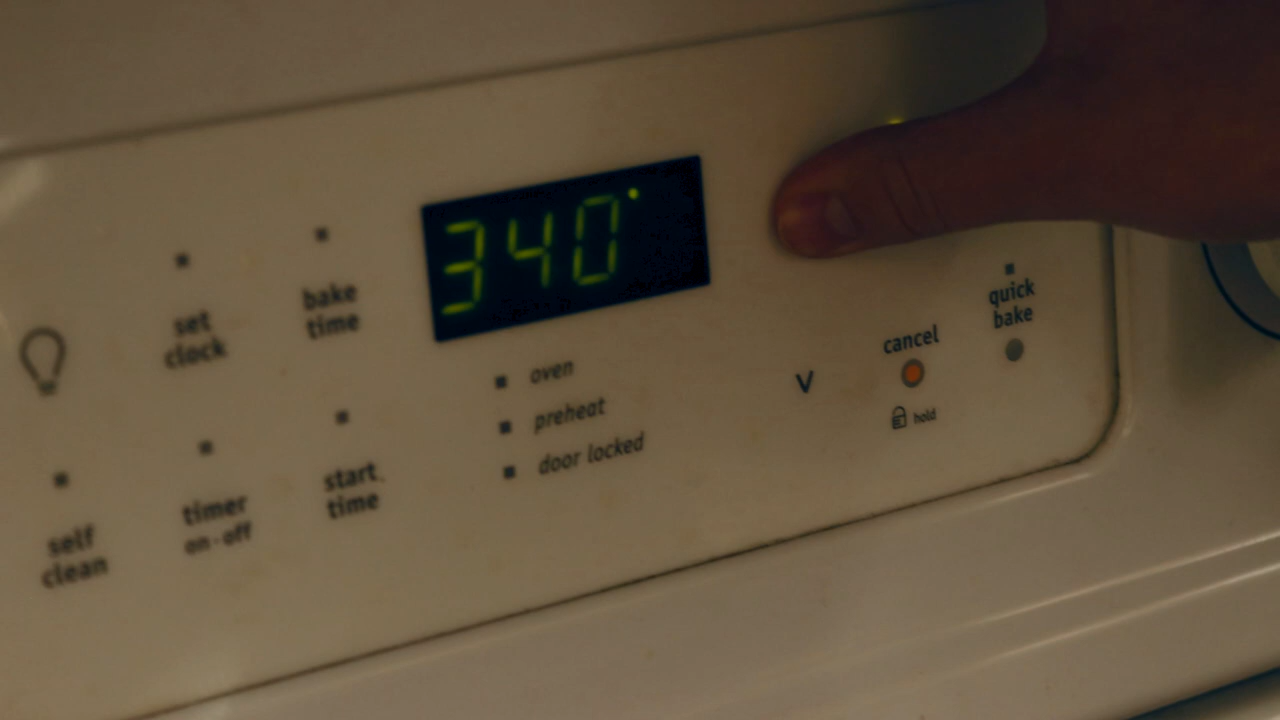 340°
set
clock
bake
time
self
clean
timer
on·off
start
time
oven
preheat
door locked
cancel
hold
quick
bake